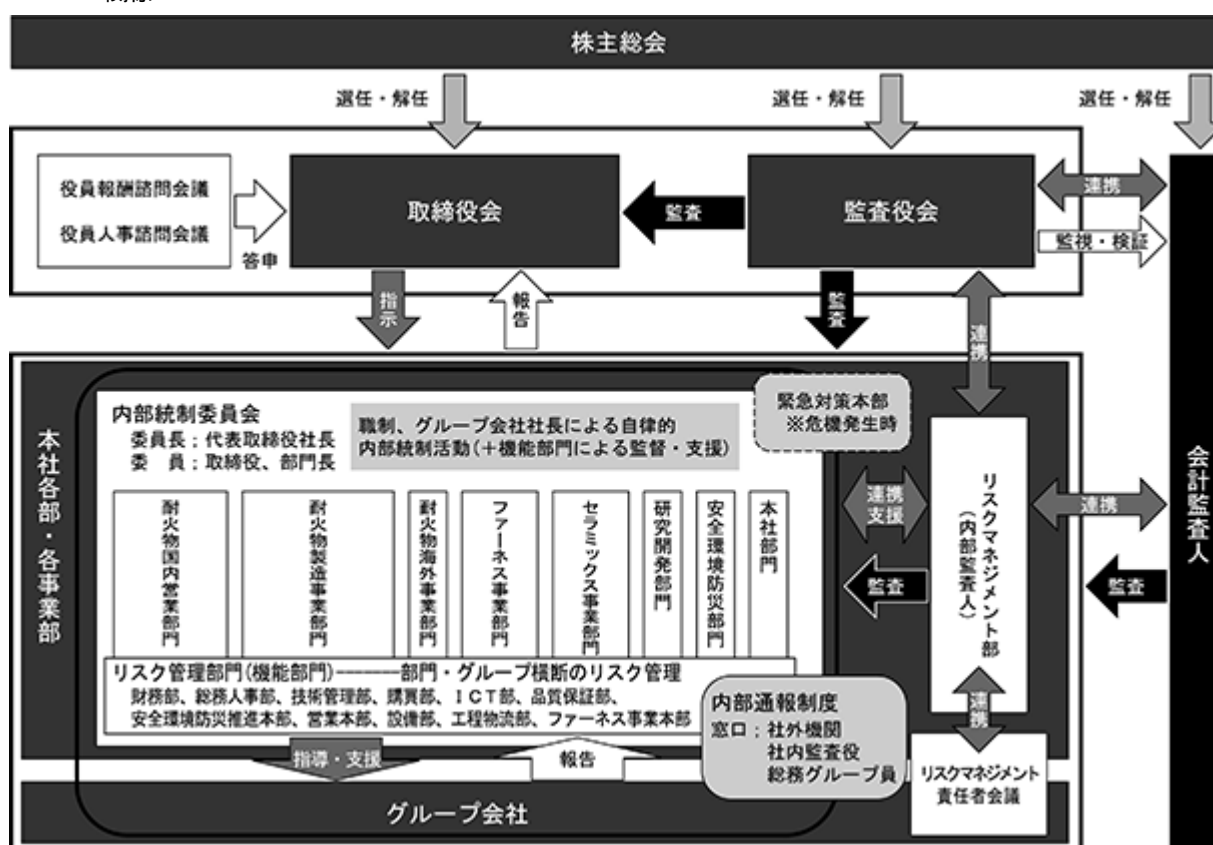 株主総会
選任・解任
選任・解任
選任・解任
役員報酬諮問会議
役員人事諮問会議
答申
取締役会
監査
監査役会
連携
監視・検証
指示
報告
監査
連携
会計監査人
本社各部・各事業部
内部統制委員会
委員長：代表取締役社長
委　員：取締役、部門長
職制、グループ会社社長による自律的
内部統制活動(＋機能部門による監督・支援)
緊急対策本部
※危機発生時
耐火物国内営業部門
耐火物製造事業部門
耐火物海外事業部門
ファーネス事業部門
セラミックス事業部門
研究開発部門
安全環境防災部門
本社部門
連携
支援
監査
リスクマネジメント部
（内部監査人）
連携
監査
リスク管理部門(機能部門)――――部門・グループ横断のリスク管理
財務部、総務人事部、技術管理部、購買部、ＩＣＴ部、品質保証部、
安全環境防災推進本部、営業本部、設備部、工程物流部、ファーネス事業本部
内部通報制度
窓口：社外機関
社内監査役
総務グループ員
連携
リスクマネジメント
責任者会議
指導・支援
報告
グループ会社